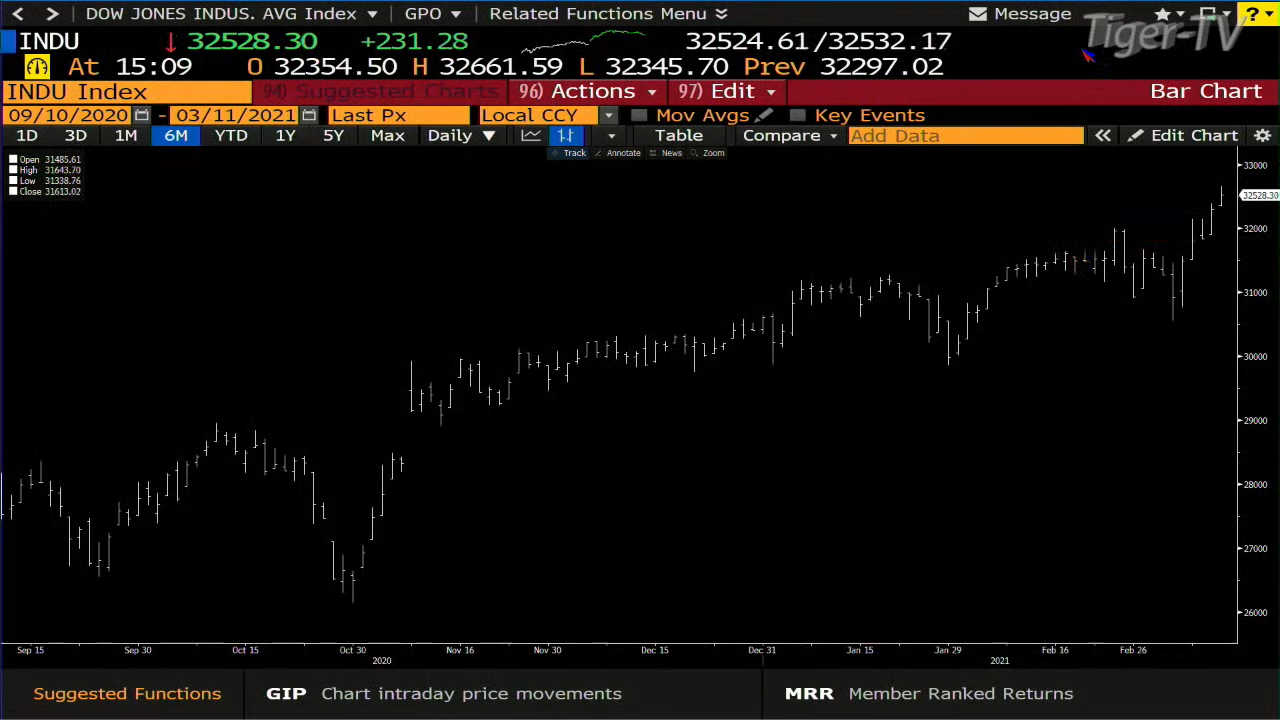 < > DOW JONES INDUS. AVG Index GPO Related Functions Menu Message ?
Tiger-TV
INDU ↓ 32528.30 +231.28 32524.61/32532.17
At 15:09 O 32354.50 H 32661.59 L 32345.70 Prev 32297.02
INDU Index 94) Suggested Charts 96) Actions 97) Edit Bar Chart
09/10/2020 - 03/11/2021 Last Px Local CCY Mov Avgs Key Events
1D 3D 1M 6M YTD 1Y 5Y Max Daily ▼ Table Compare Add Data « Edit Chart
Track Annotate News Zoom
Open 31485.61
High 31643.70
Low 31338.76
Close 31613.02
33000
32528.30
32000
31000
30000
29000
28000
27000
26000
Sep 15 Sep 30 Oct 15 Oct 30 Nov 16 Nov 30 Dec 15 Dec 31 Jan 15 Jan 29 Feb 16 Feb 26
2020 2021
Suggested Functions GIP Chart intraday price movements MRR Member Ranked Returns